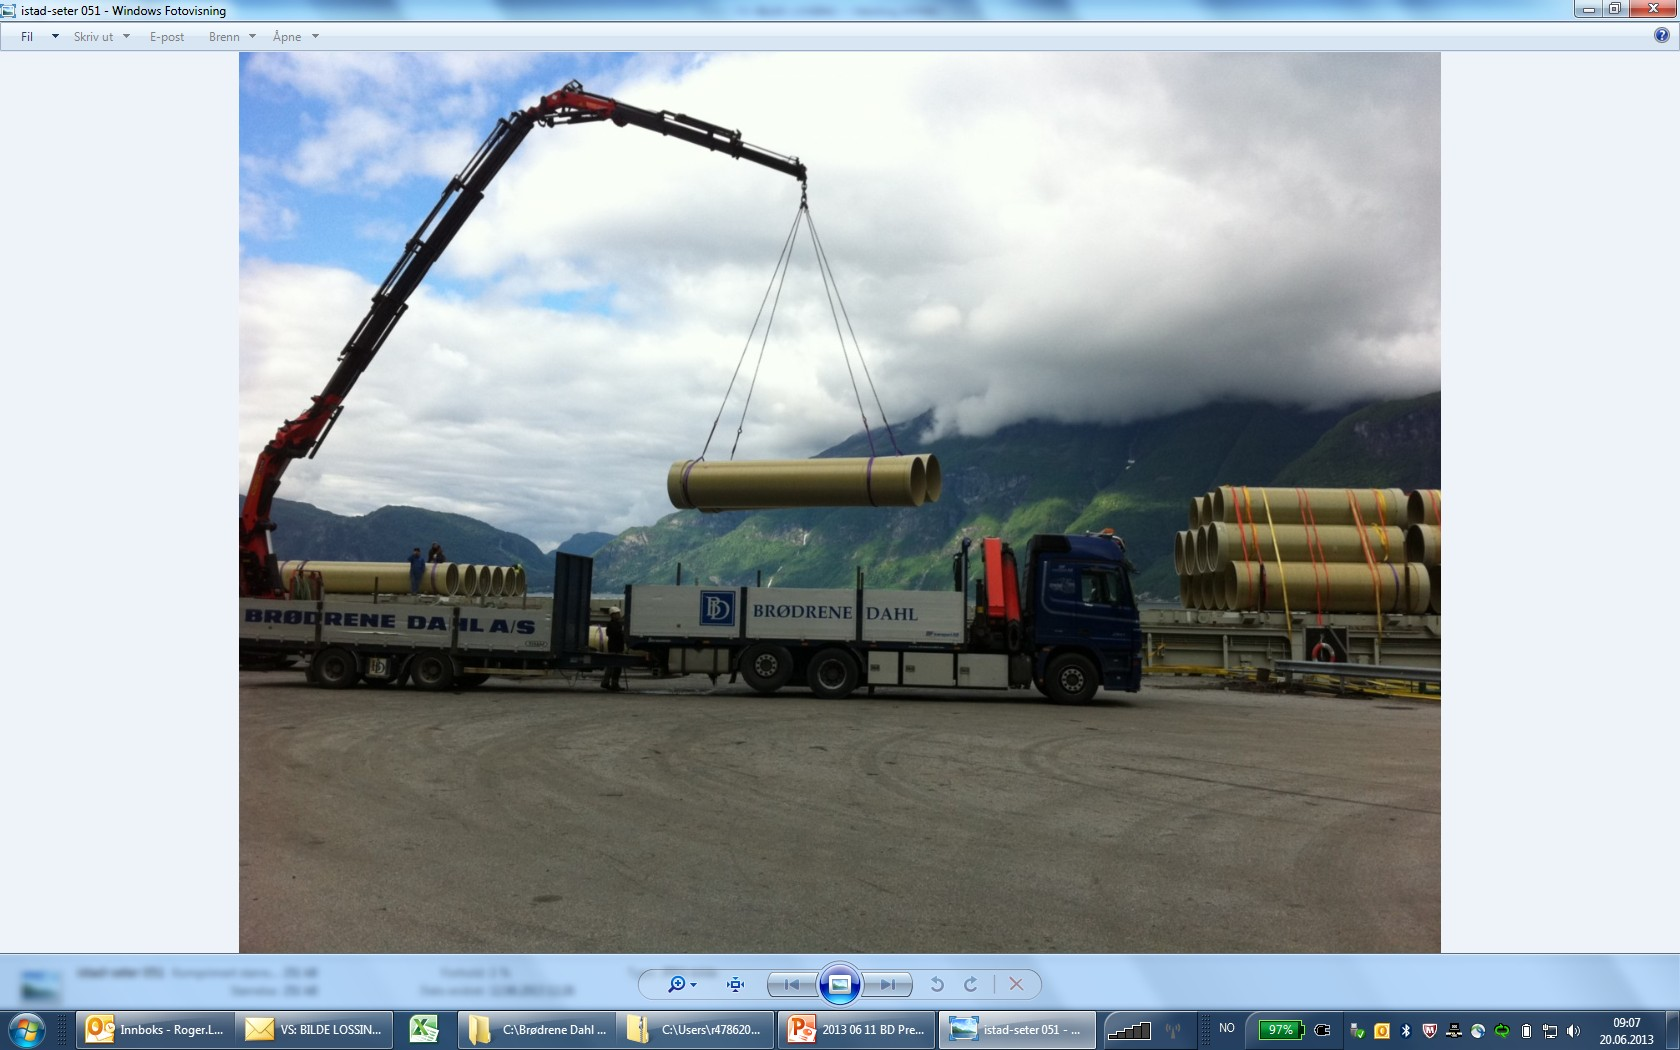 istad-seter 051 - Windows Fotovisning
Fil Skriv ut E-post Brenn Åpne
BRØDRENE DAHL A/S
BD BRØDRENE DAHL
BD
Innboks - Roger.L... VS: BILDE LOSSIN... C:\Brødrene Dahl ... C:\Users\r478620... 2013 06 11 BD Pre... istad-seter 051 - ... NO 97% 09:07
20.06.2013